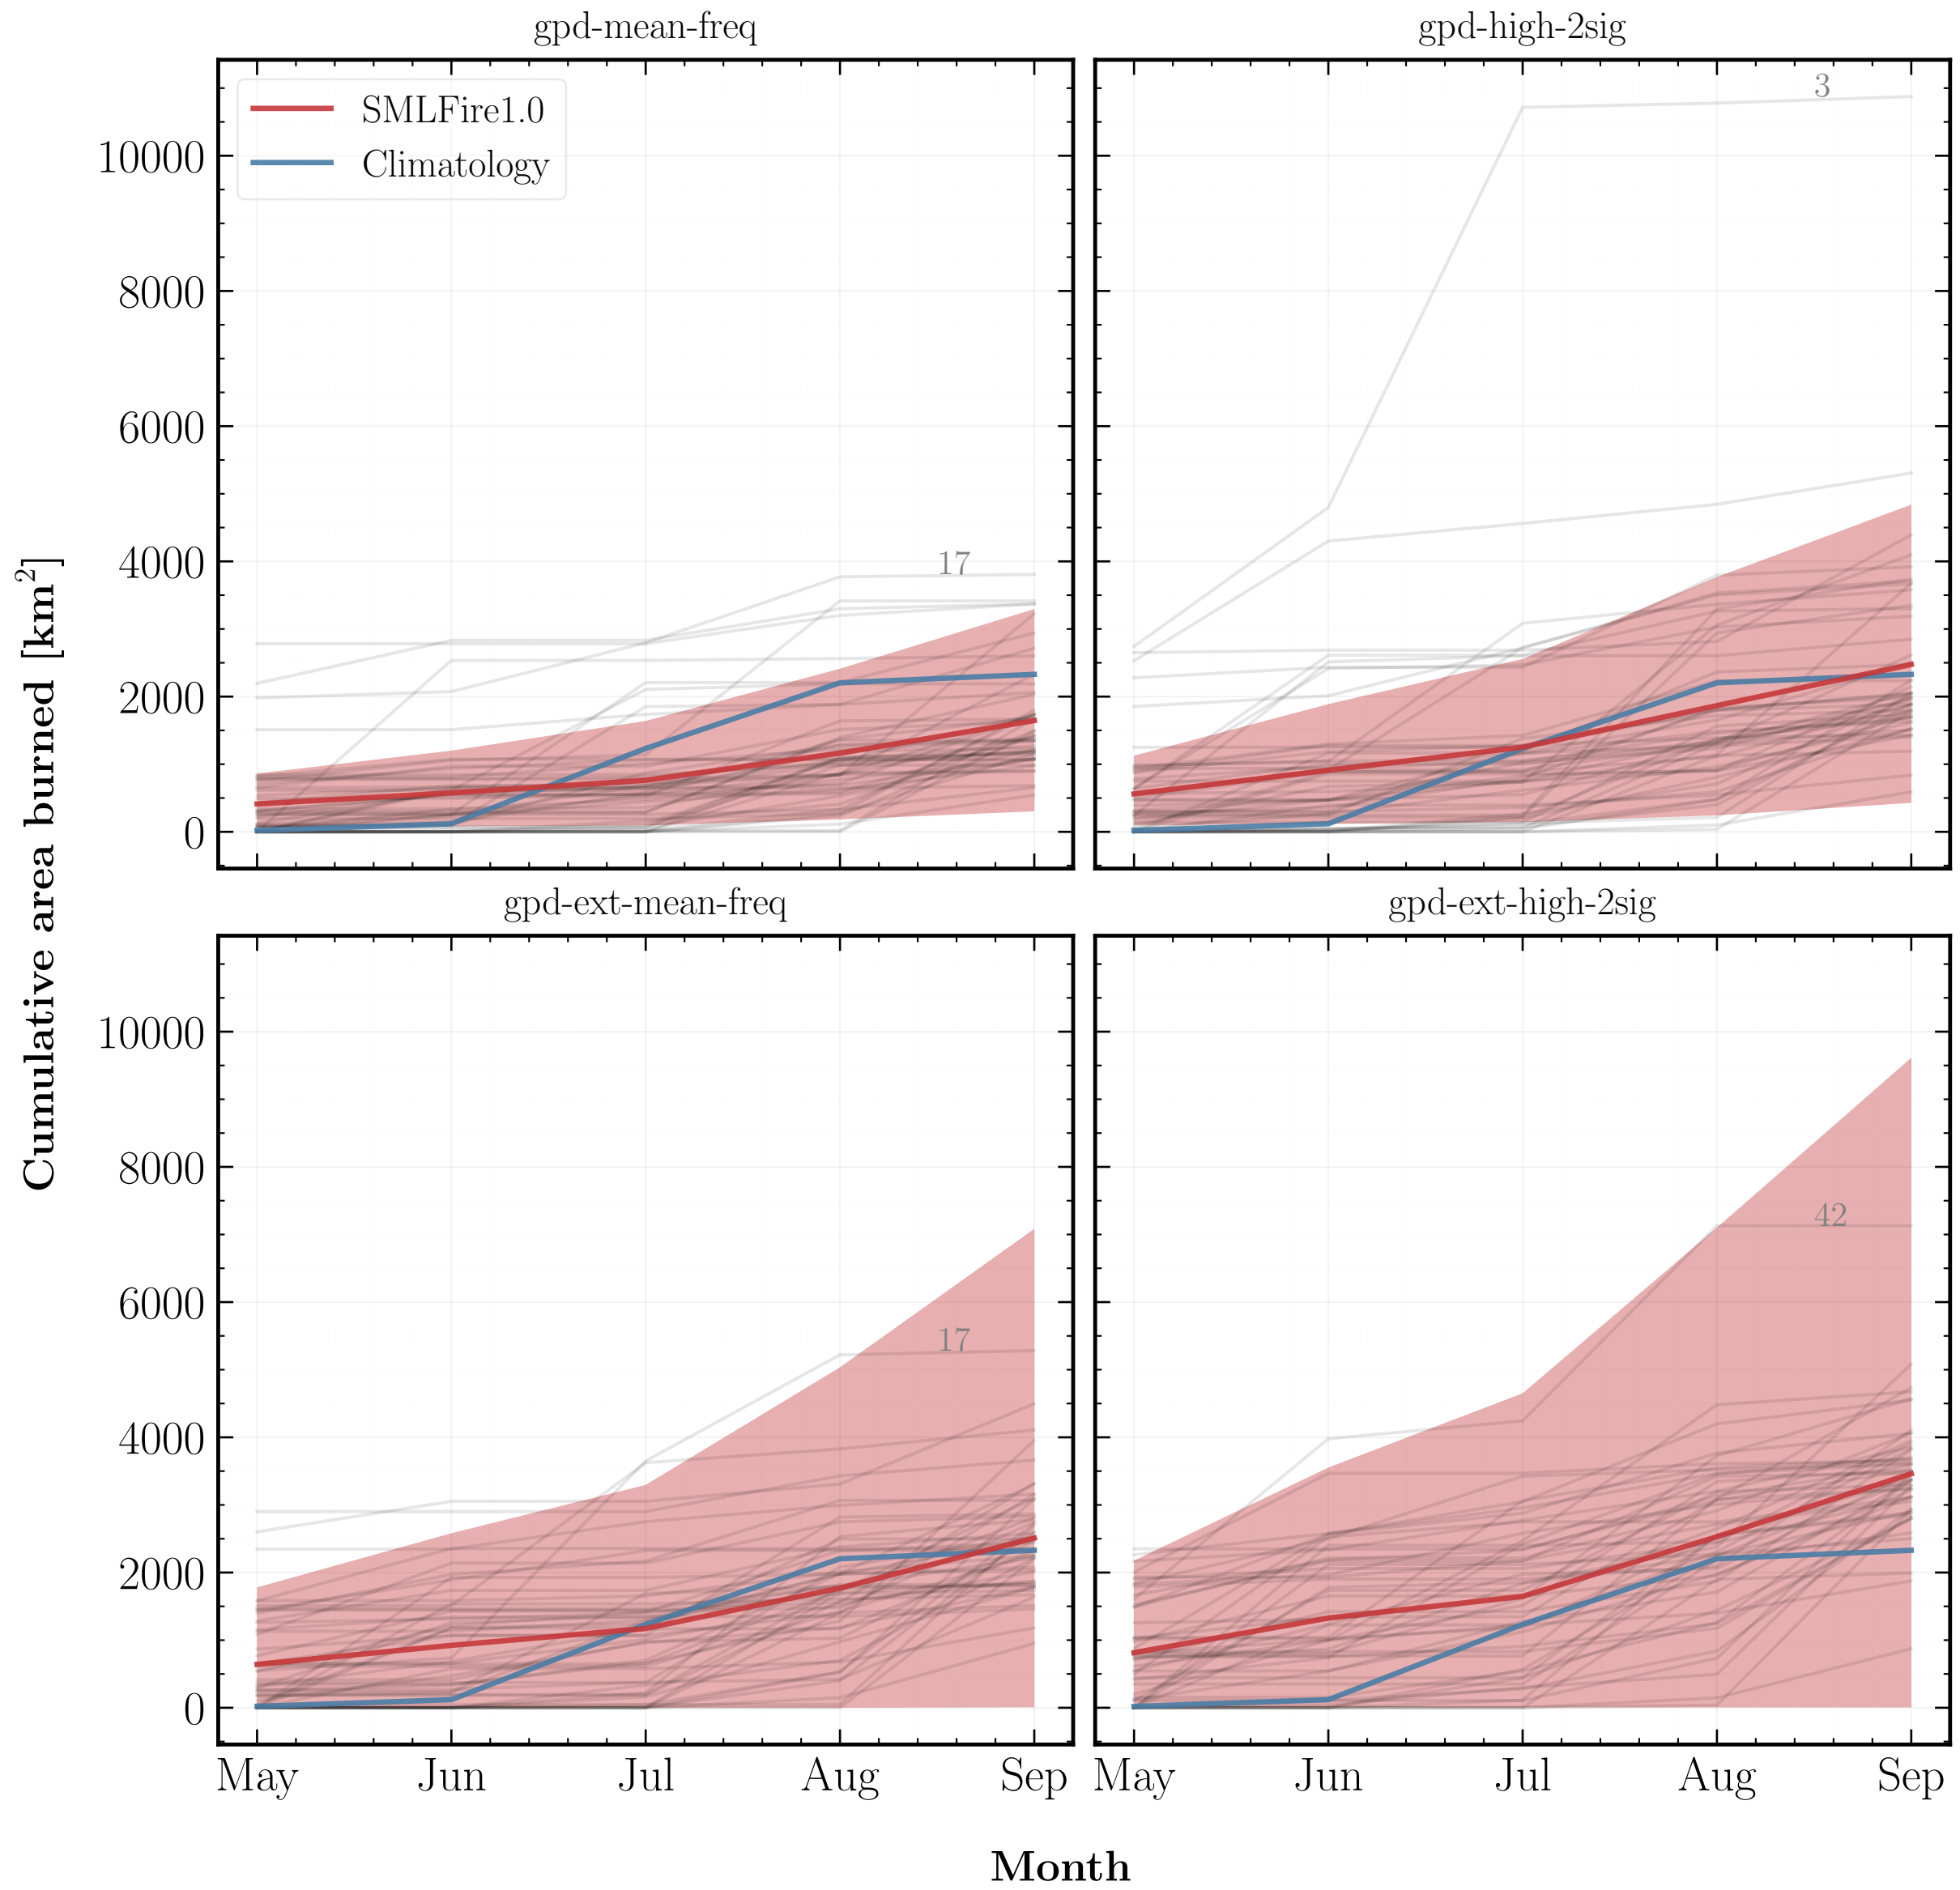 gpd-mean-freq
gpd-high-2sig
SMLFire1.0
Climatology
3
17
10000
8000
6000
4000
2000
0
Cumulative area burned [km²]
gpd-ext-mean-freq
gpd-ext-high-2sig
42
17
10000
8000
6000
4000
2000
0
May Jun Jul Aug Sep
May Jun Jul Aug Sep
Month